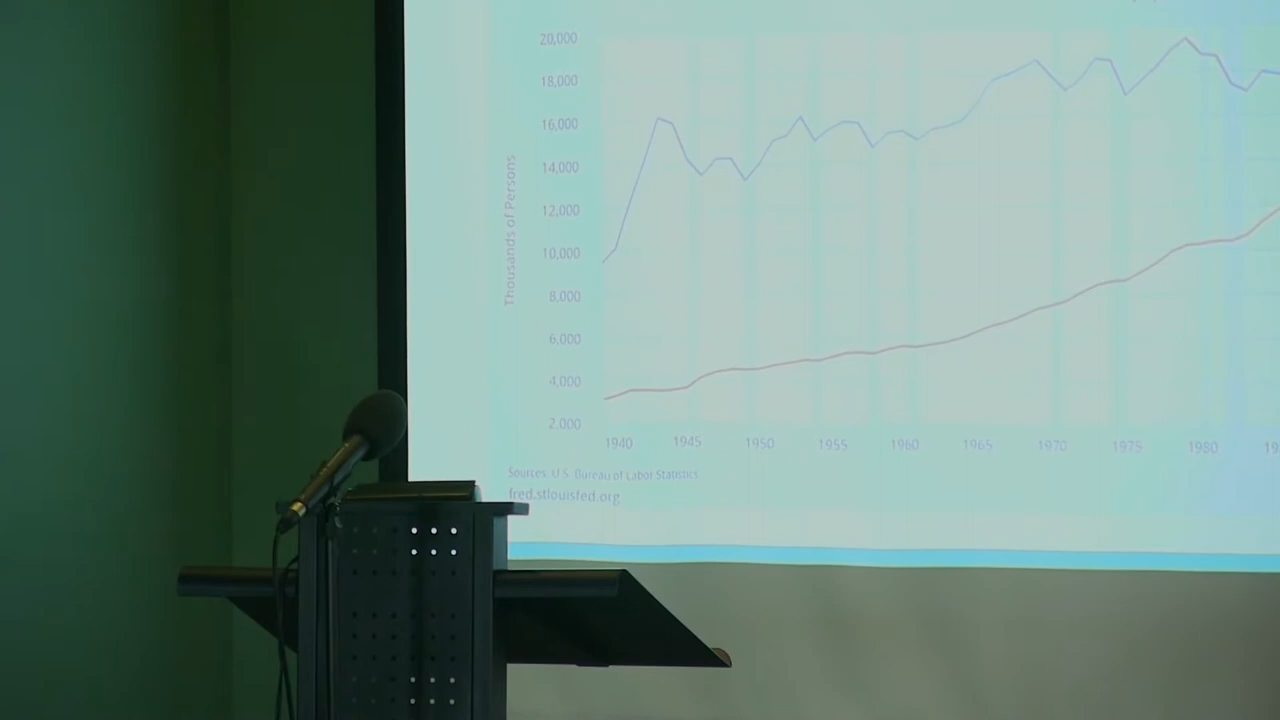 20,000
18,000
16,000
14,000
12,000
10,000
8,000
6,000
4,000
2,000
Thousands of Persons
1940 1945 1950 1955 1960 1965 1970 1975 1980
Sources: U.S. Bureau of Labor Statistics
fred.stlouisfed.org